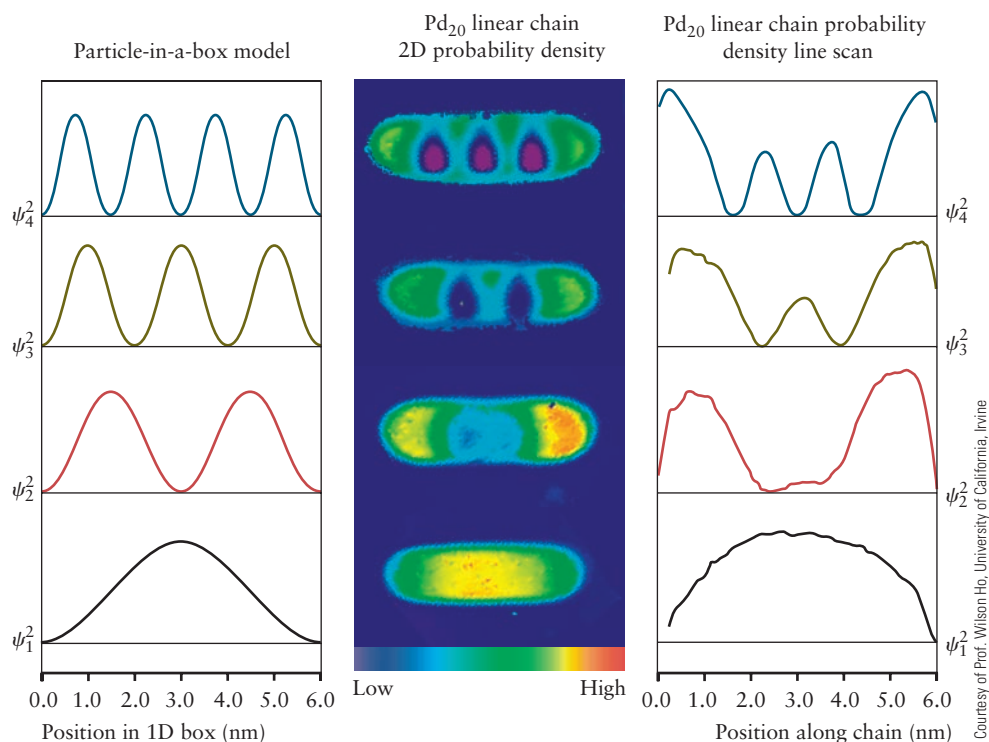 Particle-in-a-box model
Pd₂₀ linear chain
2D probability density
Pd₂₀ linear chain probability
density line scan
ψ₄²
ψ₃²
ψ₂²
ψ₁²
0.0 1.0 2.0 3.0 4.0 5.0 6.0
Position in 1D box (nm)
Low High
ψ₄²
ψ₃²
ψ₂²
ψ₁²
0.0 1.0 2.0 3.0 4.0 5.0 6.0
Position along chain (nm)
Courtesy of Prof. Wilson Ho, University of California, Irvine